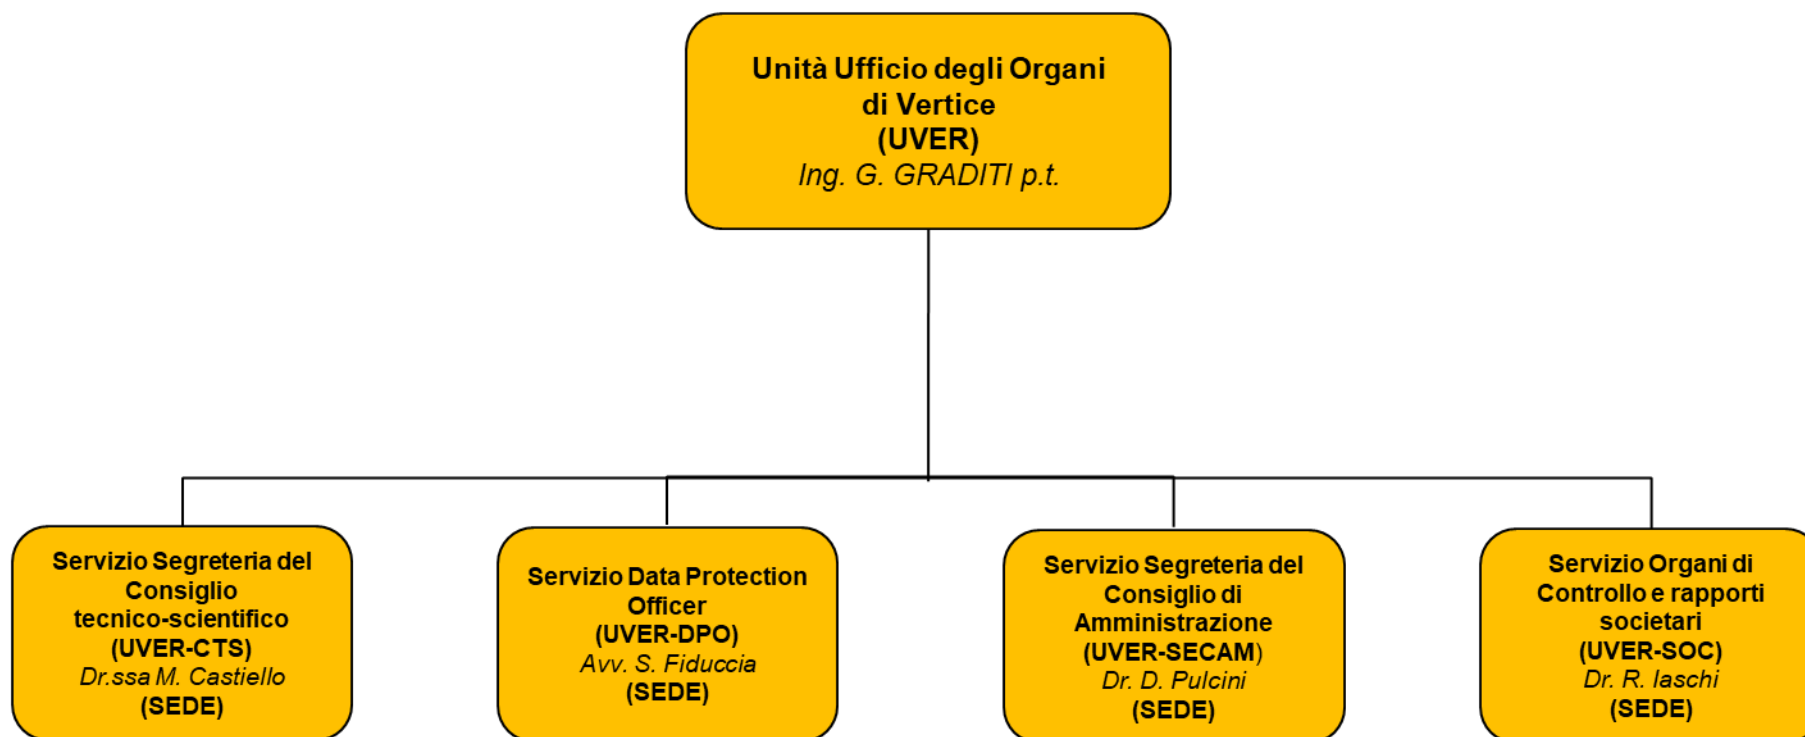 Unità Ufficio degli Organi
di Vertice
(UVER)
Ing. G. GRADITI p.t.
Servizio Segreteria del
Consiglio
tecnico-scientifico
(UVER-CTS)
Dr.ssa M. Castiello
(SEDE)
Servizio Data Protection
Officer
(UVER-DPO)
Avv. S. Fiduccia
(SEDE)
Servizio Segreteria del
Consiglio di
Amministrazione
(UVER-SECAM)
Dr. D. Pulcini
(SEDE)
Servizio Organi di
Controllo e rapporti
societari
(UVER-SOC)
Dr. R. Iaschi
(SEDE)